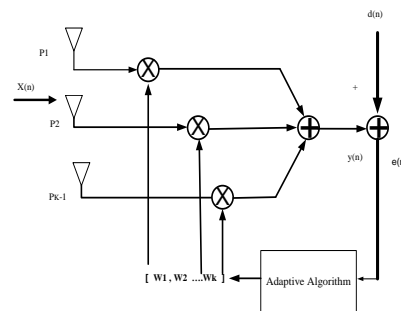 d(n)
P1
+
X(n)
P2
y(n)
e(n
PK-1
[ W1 , W2 ....Wk ]
Adaptive Algorithm